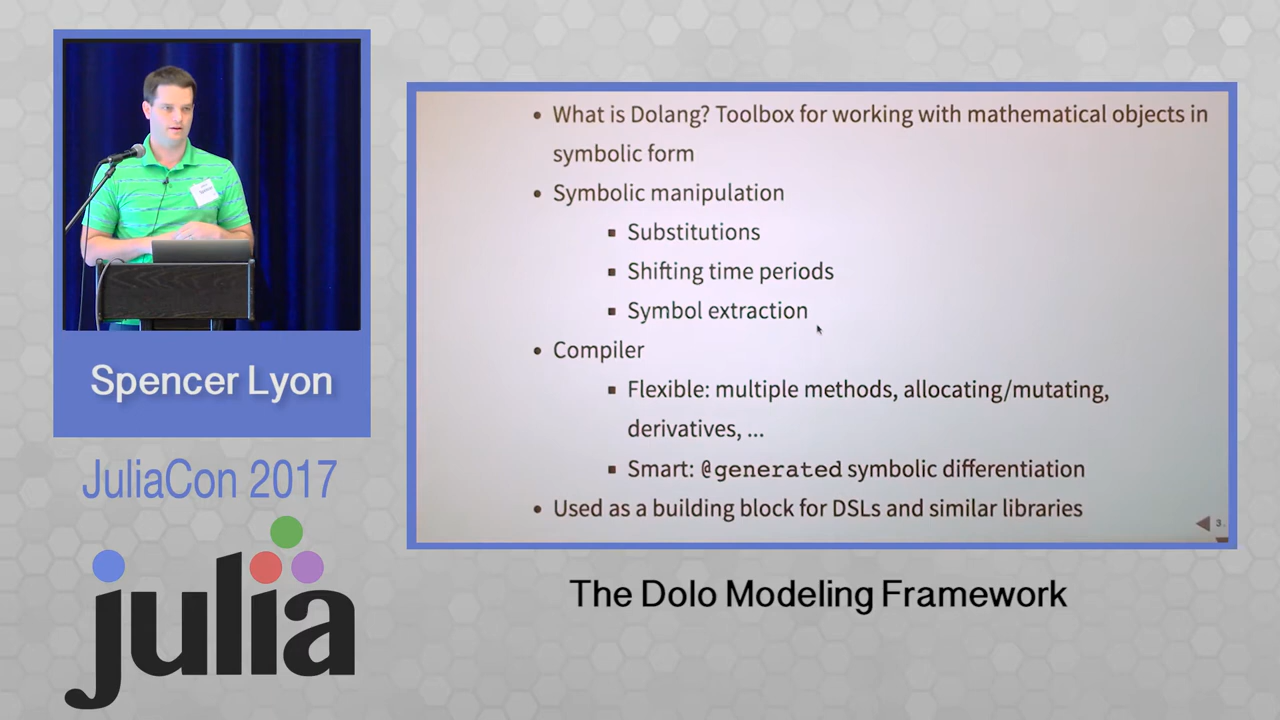 Spencer Lyon
JuliaCon 2017
julia
• What is Dolang? Toolbox for working with mathematical objects in
symbolic form
• Symbolic manipulation
▪ Substitutions
▪ Shifting time periods
▪ Symbol extraction
• Compiler
▪ Flexible: multiple methods, allocating/mutating,
derivatives, ...
▪ Smart: @generated symbolic differentiation
• Used as a building block for DSLs and similar libraries
The Dolo Modeling Framework